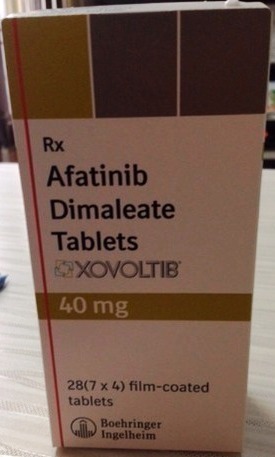 Rx
Afatinib
Dimaleate
Tablets
XOVOLTIB®
40 mg
28(7 x 4) film-coated
tablets
Boehringer
Ingelheim